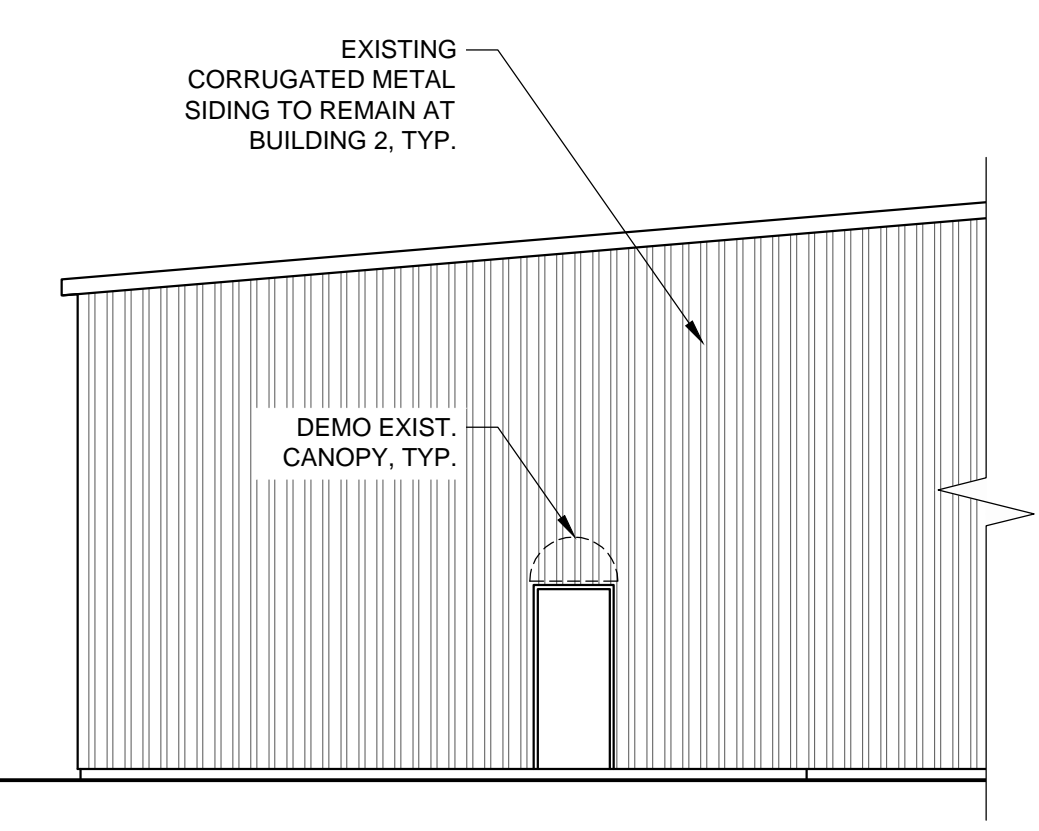 EXISTING
CORRUGATED METAL
SIDING TO REMAIN AT
BUILDING 2, TYP.
DEMO EXIST.
CANOPY, TYP.